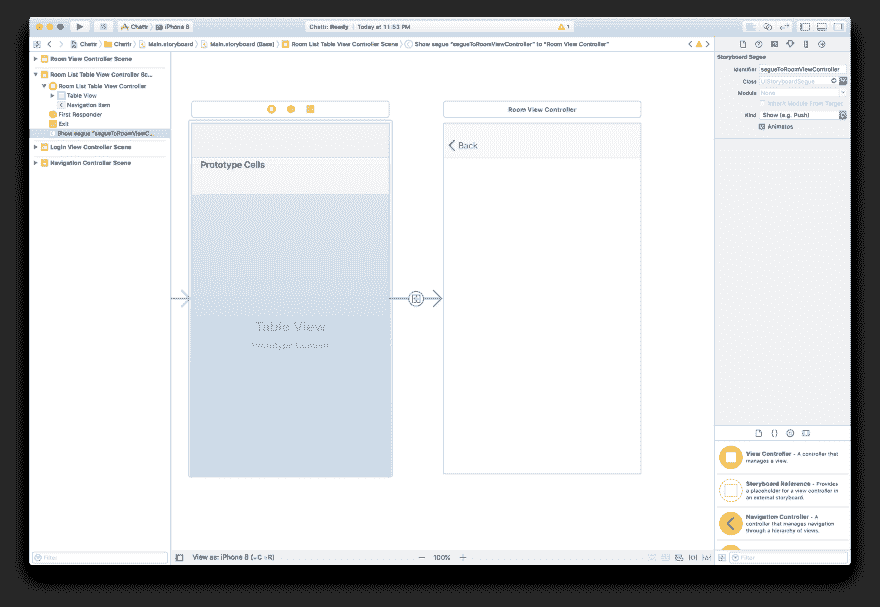 Chattr
iPhone 8
Chattr: Ready | Today at 11:53 PM
1
Chattr
Chattr
Main.storyboard
Main.storyboard (Base)
Room List Table View Controller Scene
Show segue "segueToRoomViewController" to "Room View Controller"
Room View Controller Scene
Room List Table View Controller Sc...
Room List Table View Controller
Table View
Navigation Item
First Responder
Exit
Show segue "segueToRoomViewC...
Login View Controller Scene
Navigation Controller Scene
Filter
Prototype Cells
Table View
Prototype Content
Room View Controller
Back
View as: iPhone 8
100%
Storyboard Segue
Identifier segueToRoomViewController
Class UIStoryboardSegue
Module None
Inherit Module From Target
Kind Show (e.g. Push)
Animates
View Controller - A controller that
manages a view.
Storyboard Reference - Provides
a placeholder for a view controller in
an external storyboard.
Navigation Controller - A
controller that manages navigation
through a hierarchy of views.
Filter